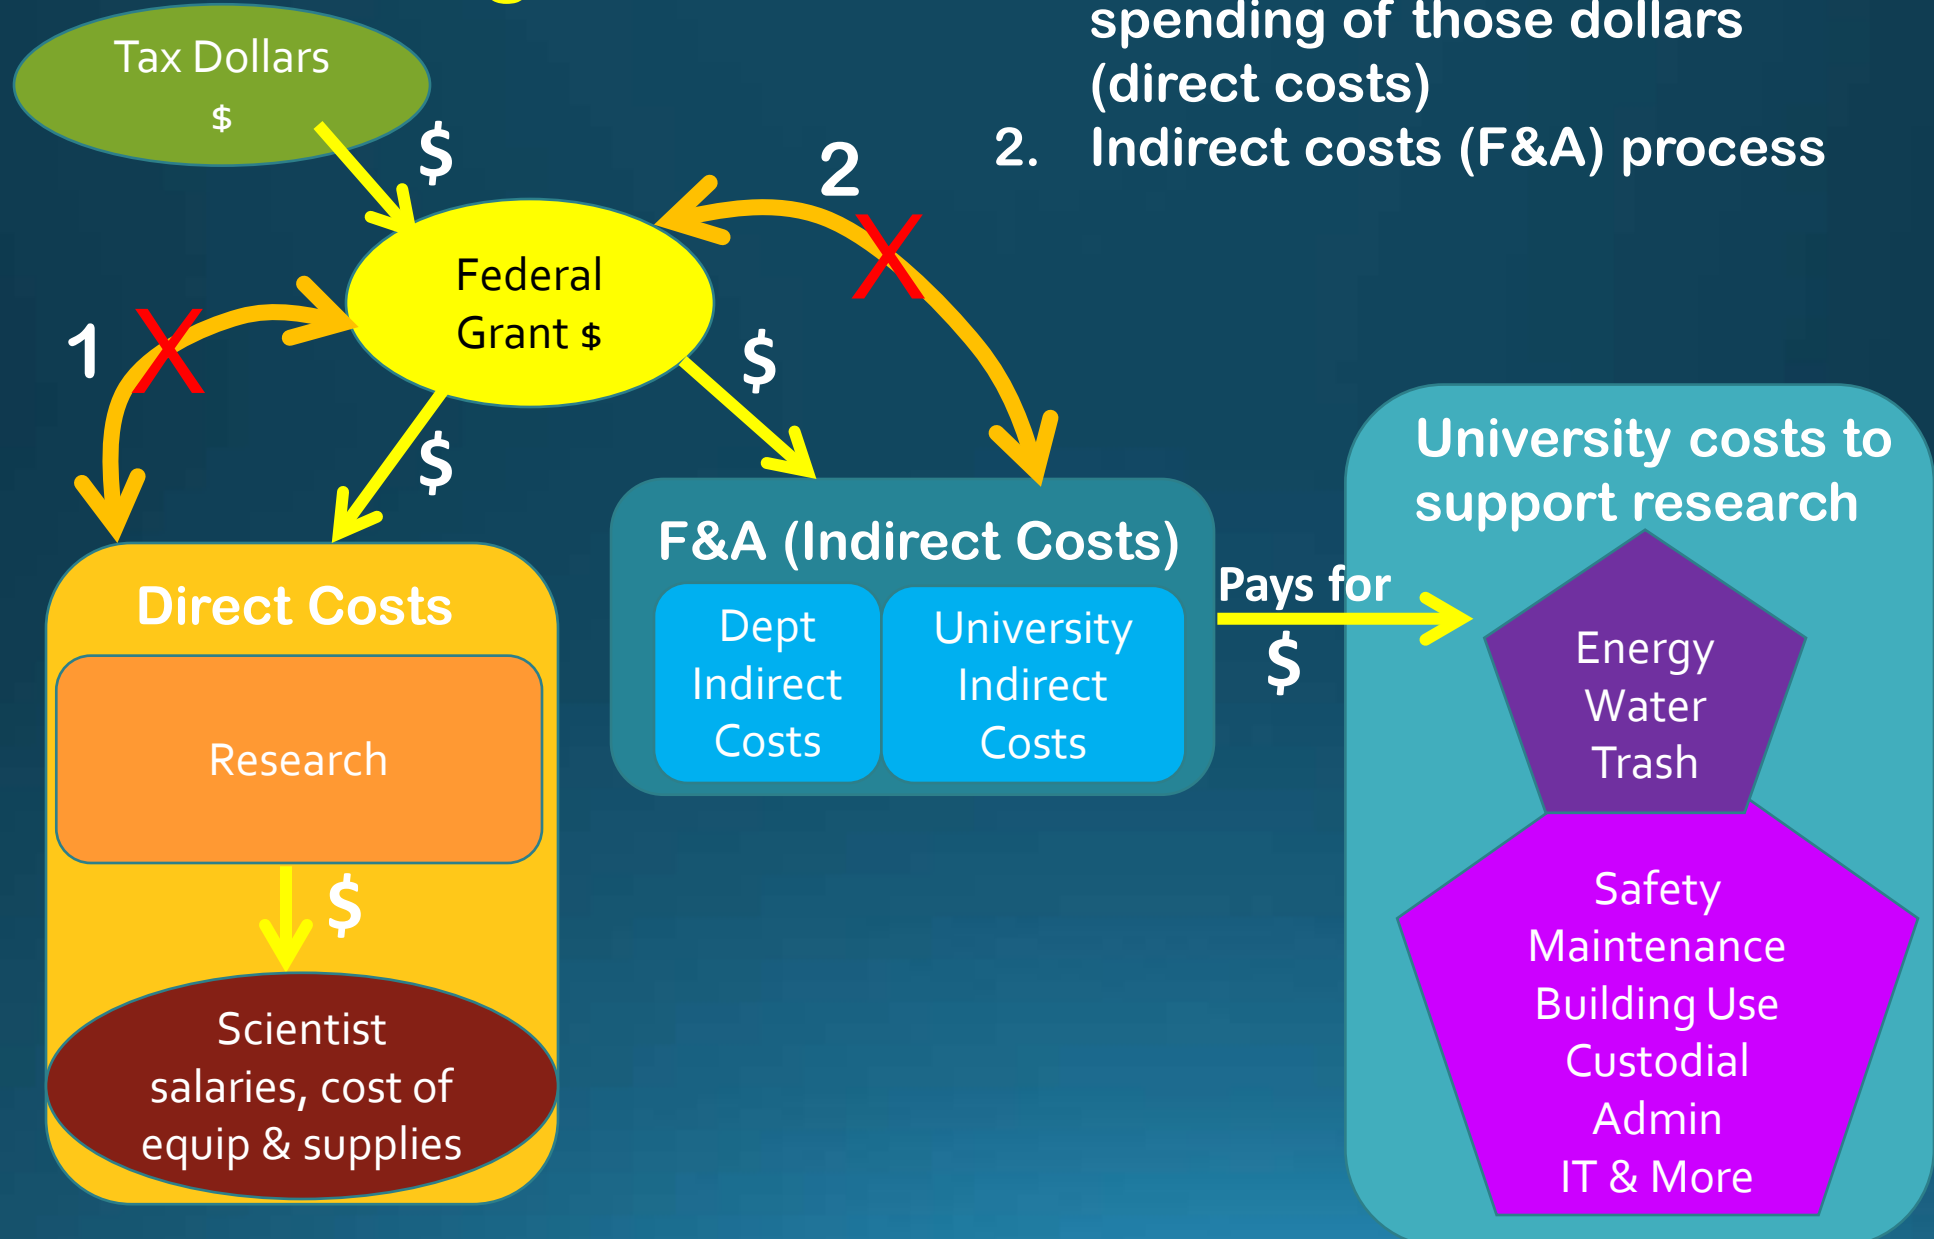 spending of those dollars
(direct costs)
2. Indirect costs (F&A) process
Tax Dollars
$
$
2
X
Federal
Grant $
1
X
$
$
University costs to
support research
F&A (Indirect Costs)
Dept
Indirect
Costs
University
Indirect
Costs
Pays for
$
Direct Costs
Research
$
Scientist
salaries, cost of
equip & supplies
Energy
Water
Trash
Safety
Maintenance
Building Use
Custodial
Admin
IT & More